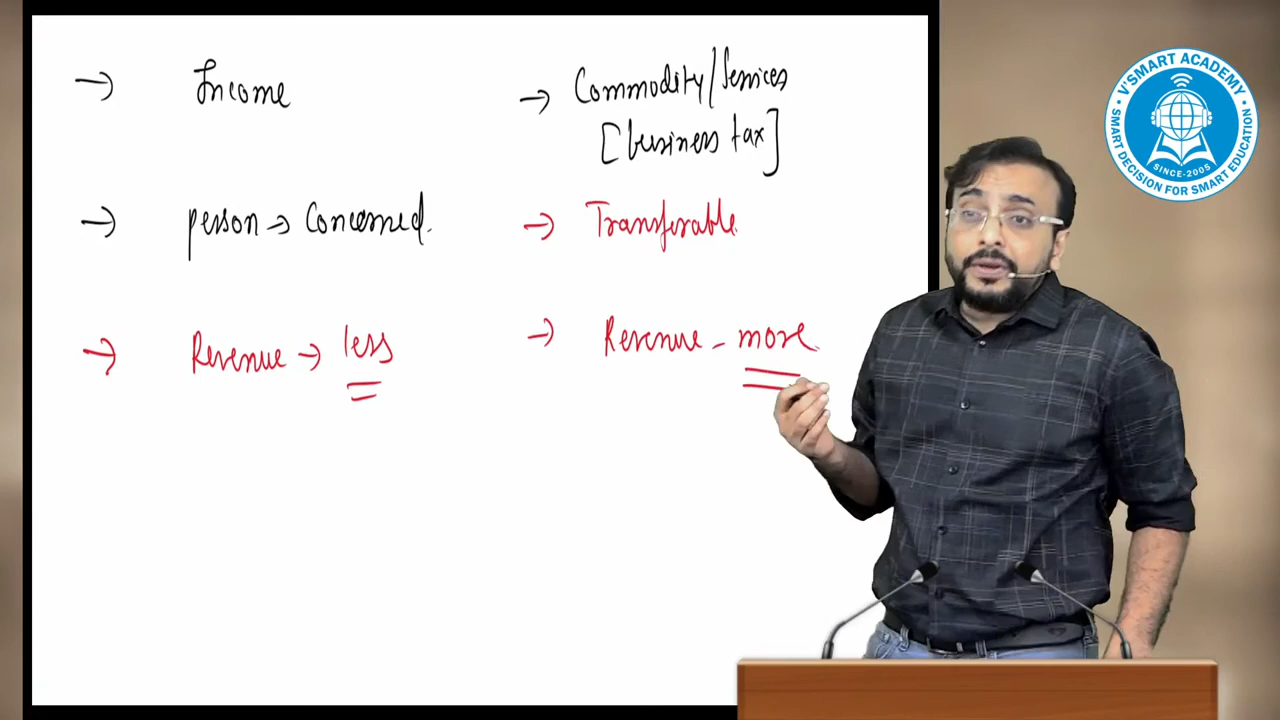 → Income
→ Commodity/Services
[business tax]
→ person → Concerned.
→ Transferable
→ Revenue → less
→ Revenue - more.
V'SMART ACADEMY
SINCE-2005
SMART DECISION FOR SMART EDUCATION